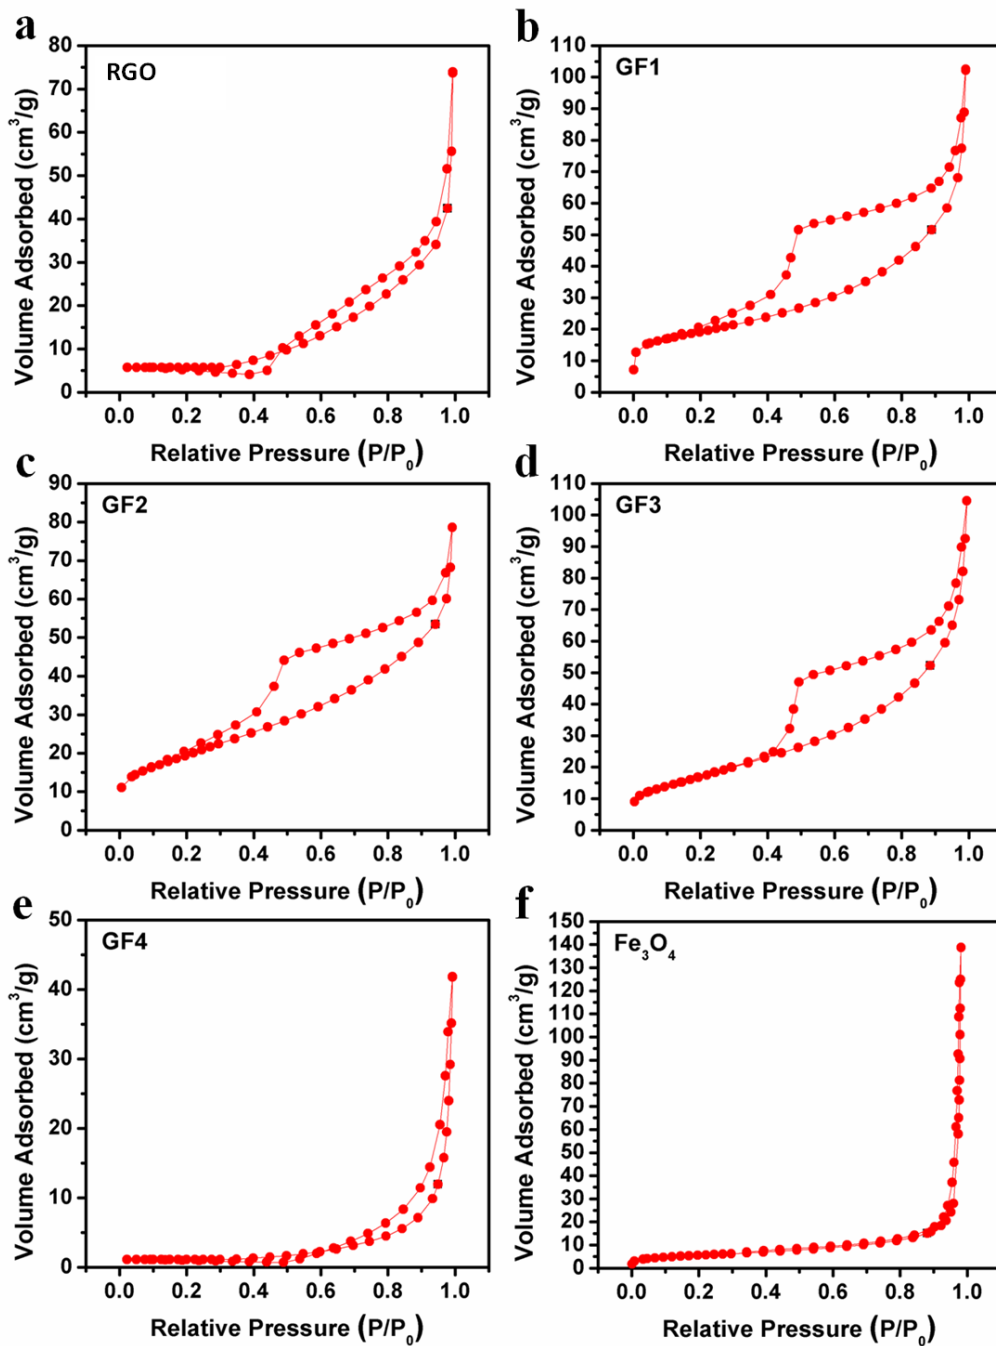 a
RGO
Volume Adsorbed (cm³/g)
80
70
60
50
40
30
20
10
0
0.0 0.2 0.4 0.6 0.8 1.0
Relative Pressure (P/P₀)
b
GF1
Volume Adsorbed (cm³/g)
110
100
90
80
70
60
50
40
30
20
10
0
0.0 0.2 0.4 0.6 0.8 1.0
Relative Pressure (P/P₀)
c
GF2
Volume Adsorbed (cm³/g)
90
80
70
60
50
40
30
20
10
0
0.0 0.2 0.4 0.6 0.8 1.0
Relative Pressure (P/P₀)
d
GF3
Volume Adsorbed (cm³/g)
110
100
90
80
70
60
50
40
30
20
10
0
0.0 0.2 0.4 0.6 0.8 1.0
Relative Pressure (P/P₀)
e
GF4
Volume Adsorbed (cm³/g)
50
40
30
20
10
0
0.0 0.2 0.4 0.6 0.8 1.0
Relative Pressure (P/P₀)
f
Fe₃O₄
Volume Adsorbed (cm³/g)
150
140
130
120
110
100
90
80
70
60
50
40
30
20
10
0
0.0 0.2 0.4 0.6 0.8 1.0
Relative Pressure (P/P₀)